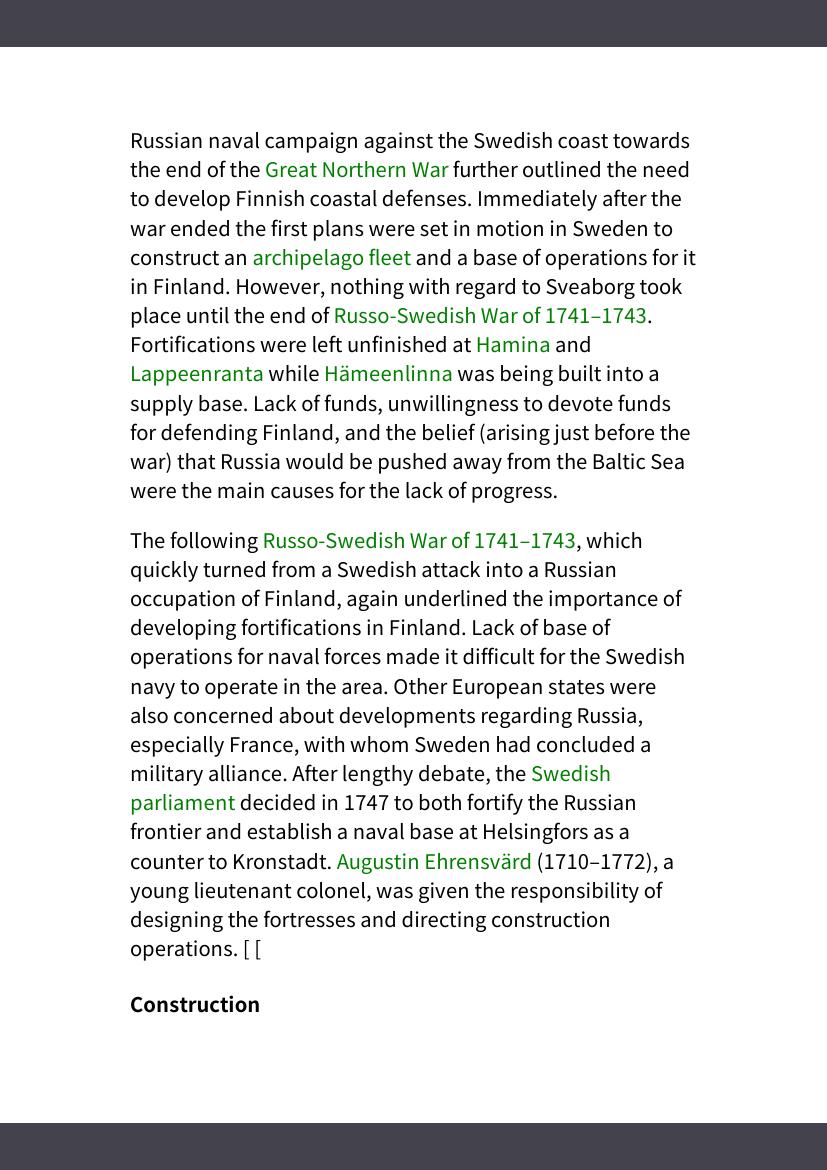 Russian naval campaign against the Swedish coast towards
the end of the Great Northern War further outlined the need
to develop Finnish coastal defenses. Immediately after the
war ended the first plans were set in motion in Sweden to
construct an archipelago fleet and a base of operations for it
in Finland. However, nothing with regard to Sveaborg took
place until the end of Russo-Swedish War of 1741–1743.
Fortifications were left unfinished at Hamina and
Lappeenranta while Hämeenlinna was being built into a
supply base. Lack of funds, unwillingness to devote funds
for defending Finland, and the belief (arising just before the
war) that Russia would be pushed away from the Baltic Sea
were the main causes for the lack of progress.
The following Russo-Swedish War of 1741–1743, which
quickly turned from a Swedish attack into a Russian
occupation of Finland, again underlined the importance of
developing fortifications in Finland. Lack of base of
operations for naval forces made it difficult for the Swedish
navy to operate in the area. Other European states were
also concerned about developments regarding Russia,
especially France, with whom Sweden had concluded a
military alliance. After lengthy debate, the Swedish
parliament decided in 1747 to both fortify the Russian
frontier and establish a naval base at Helsingfors as a
counter to Kronstadt. Augustin Ehrensvärd (1710–1772), a
young lieutenant colonel, was given the responsibility of
designing the fortresses and directing construction
operations. [ [
Construction